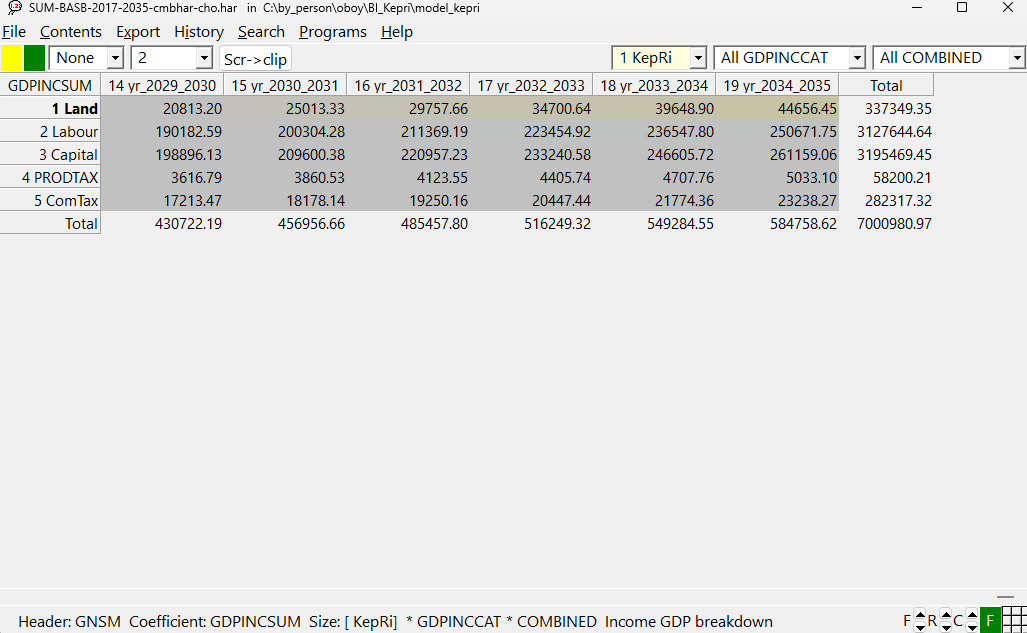 SUM-BASB-2017-2035-cmbhar-cho.har in C:\by_person\oboy\BI_Kepri\model_kepri
File Contents Export History Search Programs Help
None 2 Scr->clip 1 KepRi All GDPINCCAT All COMBINED
GDPINCSUM 14 yr_2029_2030 15 yr_2030_2031 16 yr_2031_2032 17 yr_2032_2033 18 yr_2033_2034 19 yr_2034_2035 Total
1 Land 20813.20 25013.33 29757.66 34700.64 39648.90 44656.45 337349.35
2 Labour 190182.59 200304.28 211369.19 223454.92 236547.80 250671.75 3127644.64
3 Capital 198896.13 209600.38 220957.23 233240.58 246605.72 261159.06 3195469.45
4 PRODTAX 3616.79 3860.53 4123.55 4405.74 4707.76 5033.10 58200.21
5 ComTax 17213.47 18178.14 19250.16 20447.44 21774.36 23238.27 282317.32
Total 430722.19 456956.66 485457.80 516249.32 549284.55 584758.62 7000980.97
Header: GNSM Coefficient: GDPINCSUM Size: [ KepRi] * GDPINCCAT * COMBINED Income GDP breakdown F R C F